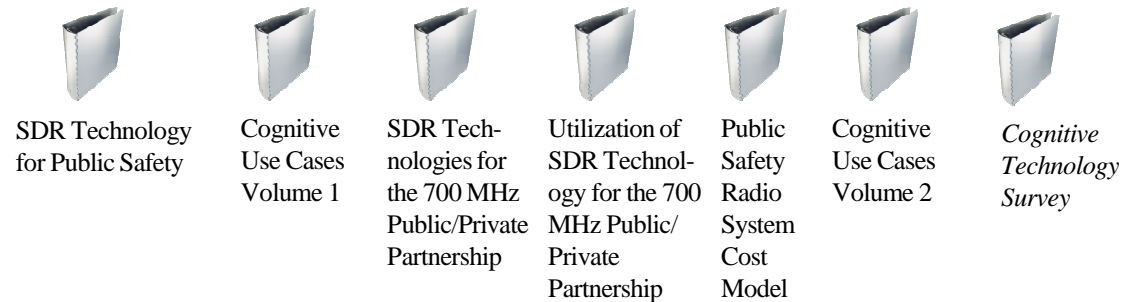 SDR Technology
for Public Safety
Cognitive
Use Cases
Volume 1
SDR Tech-
nologies for
the 700 MHz
Public/Private
Partnership
Utilization of
SDR Technol-
ogy for the 700
MHz Public/
Private
Partnership
Public
Safety
Radio
System
Cost
Model
Cognitive
Use Cases
Volume 2
Cognitive
Technology
Survey